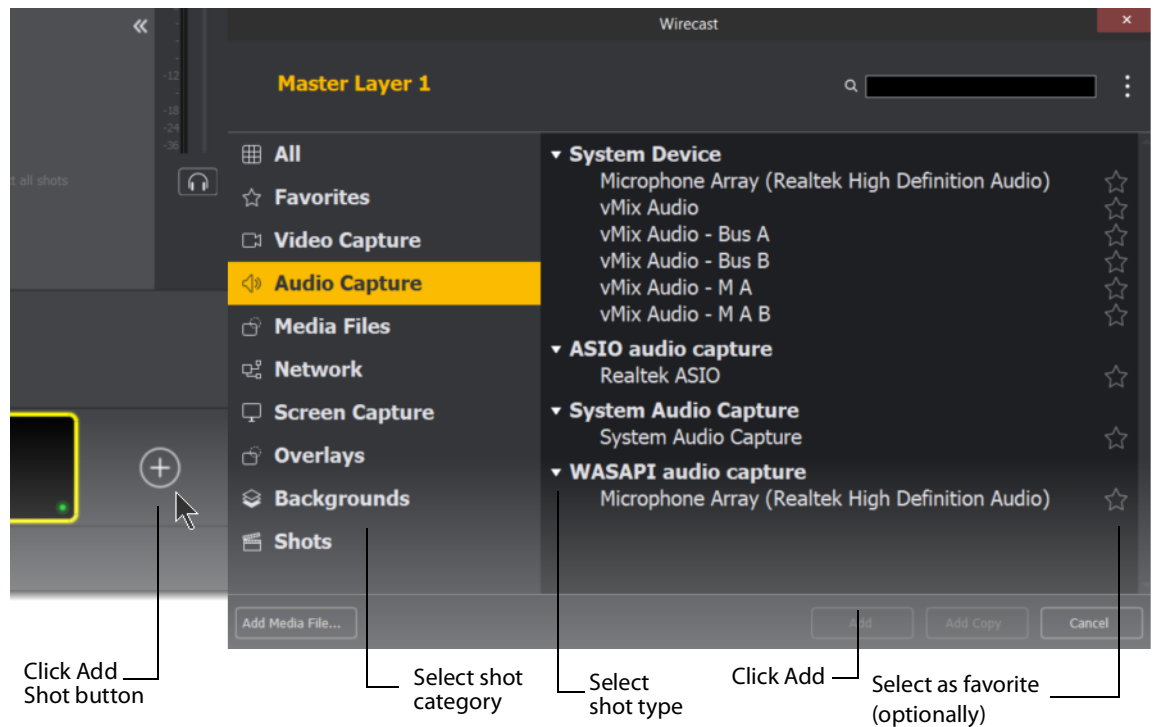 Wirecast
Master Layer 1
-12
-18
-24
-36
t all shots
All
Favorites
Video Capture
Audio Capture
Media Files
Network
Screen Capture
Overlays
Backgrounds
Shots
System Device
Microphone Array (Realtek High Definition Audio)
vMix Audio
vMix Audio - Bus A
vMix Audio - Bus B
vMix Audio - M A
vMix Audio - M A B
ASIO audio capture
Realtek ASIO
System Audio Capture
System Audio Capture
WASAPI audio capture
Microphone Array (Realtek High Definition Audio)
Add Media File...
Add
Add Copy
Cancel
Click Add
Shot button
Select shot
category
Select
shot type
Click Add
Select as favorite
(optionally)